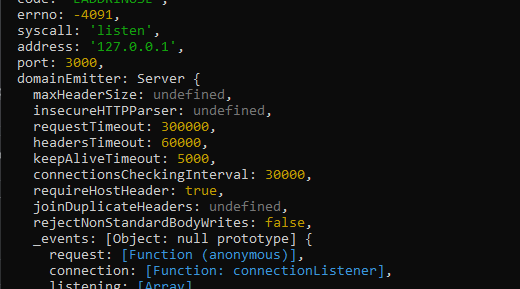 code: 'EADDRINUSE',
errno: -4091,
syscall: 'listen',
address: '127.0.0.1',
port: 3000,
domainEmitter: Server {
maxHeaderSize: undefined,
insecureHTTPParser: undefined,
requestTimeout: 300000,
headersTimeout: 60000,
keepAliveTimeout: 5000,
connectionsCheckingInterval: 30000,
requireHostHeader: true,
joinDuplicateHeaders: undefined,
rejectNonStandardBodyWrites: false,
_events: [Object: null prototype] {
request: [Function (anonymous)],
connection: [Function: connectionListener],
listening: [Array]